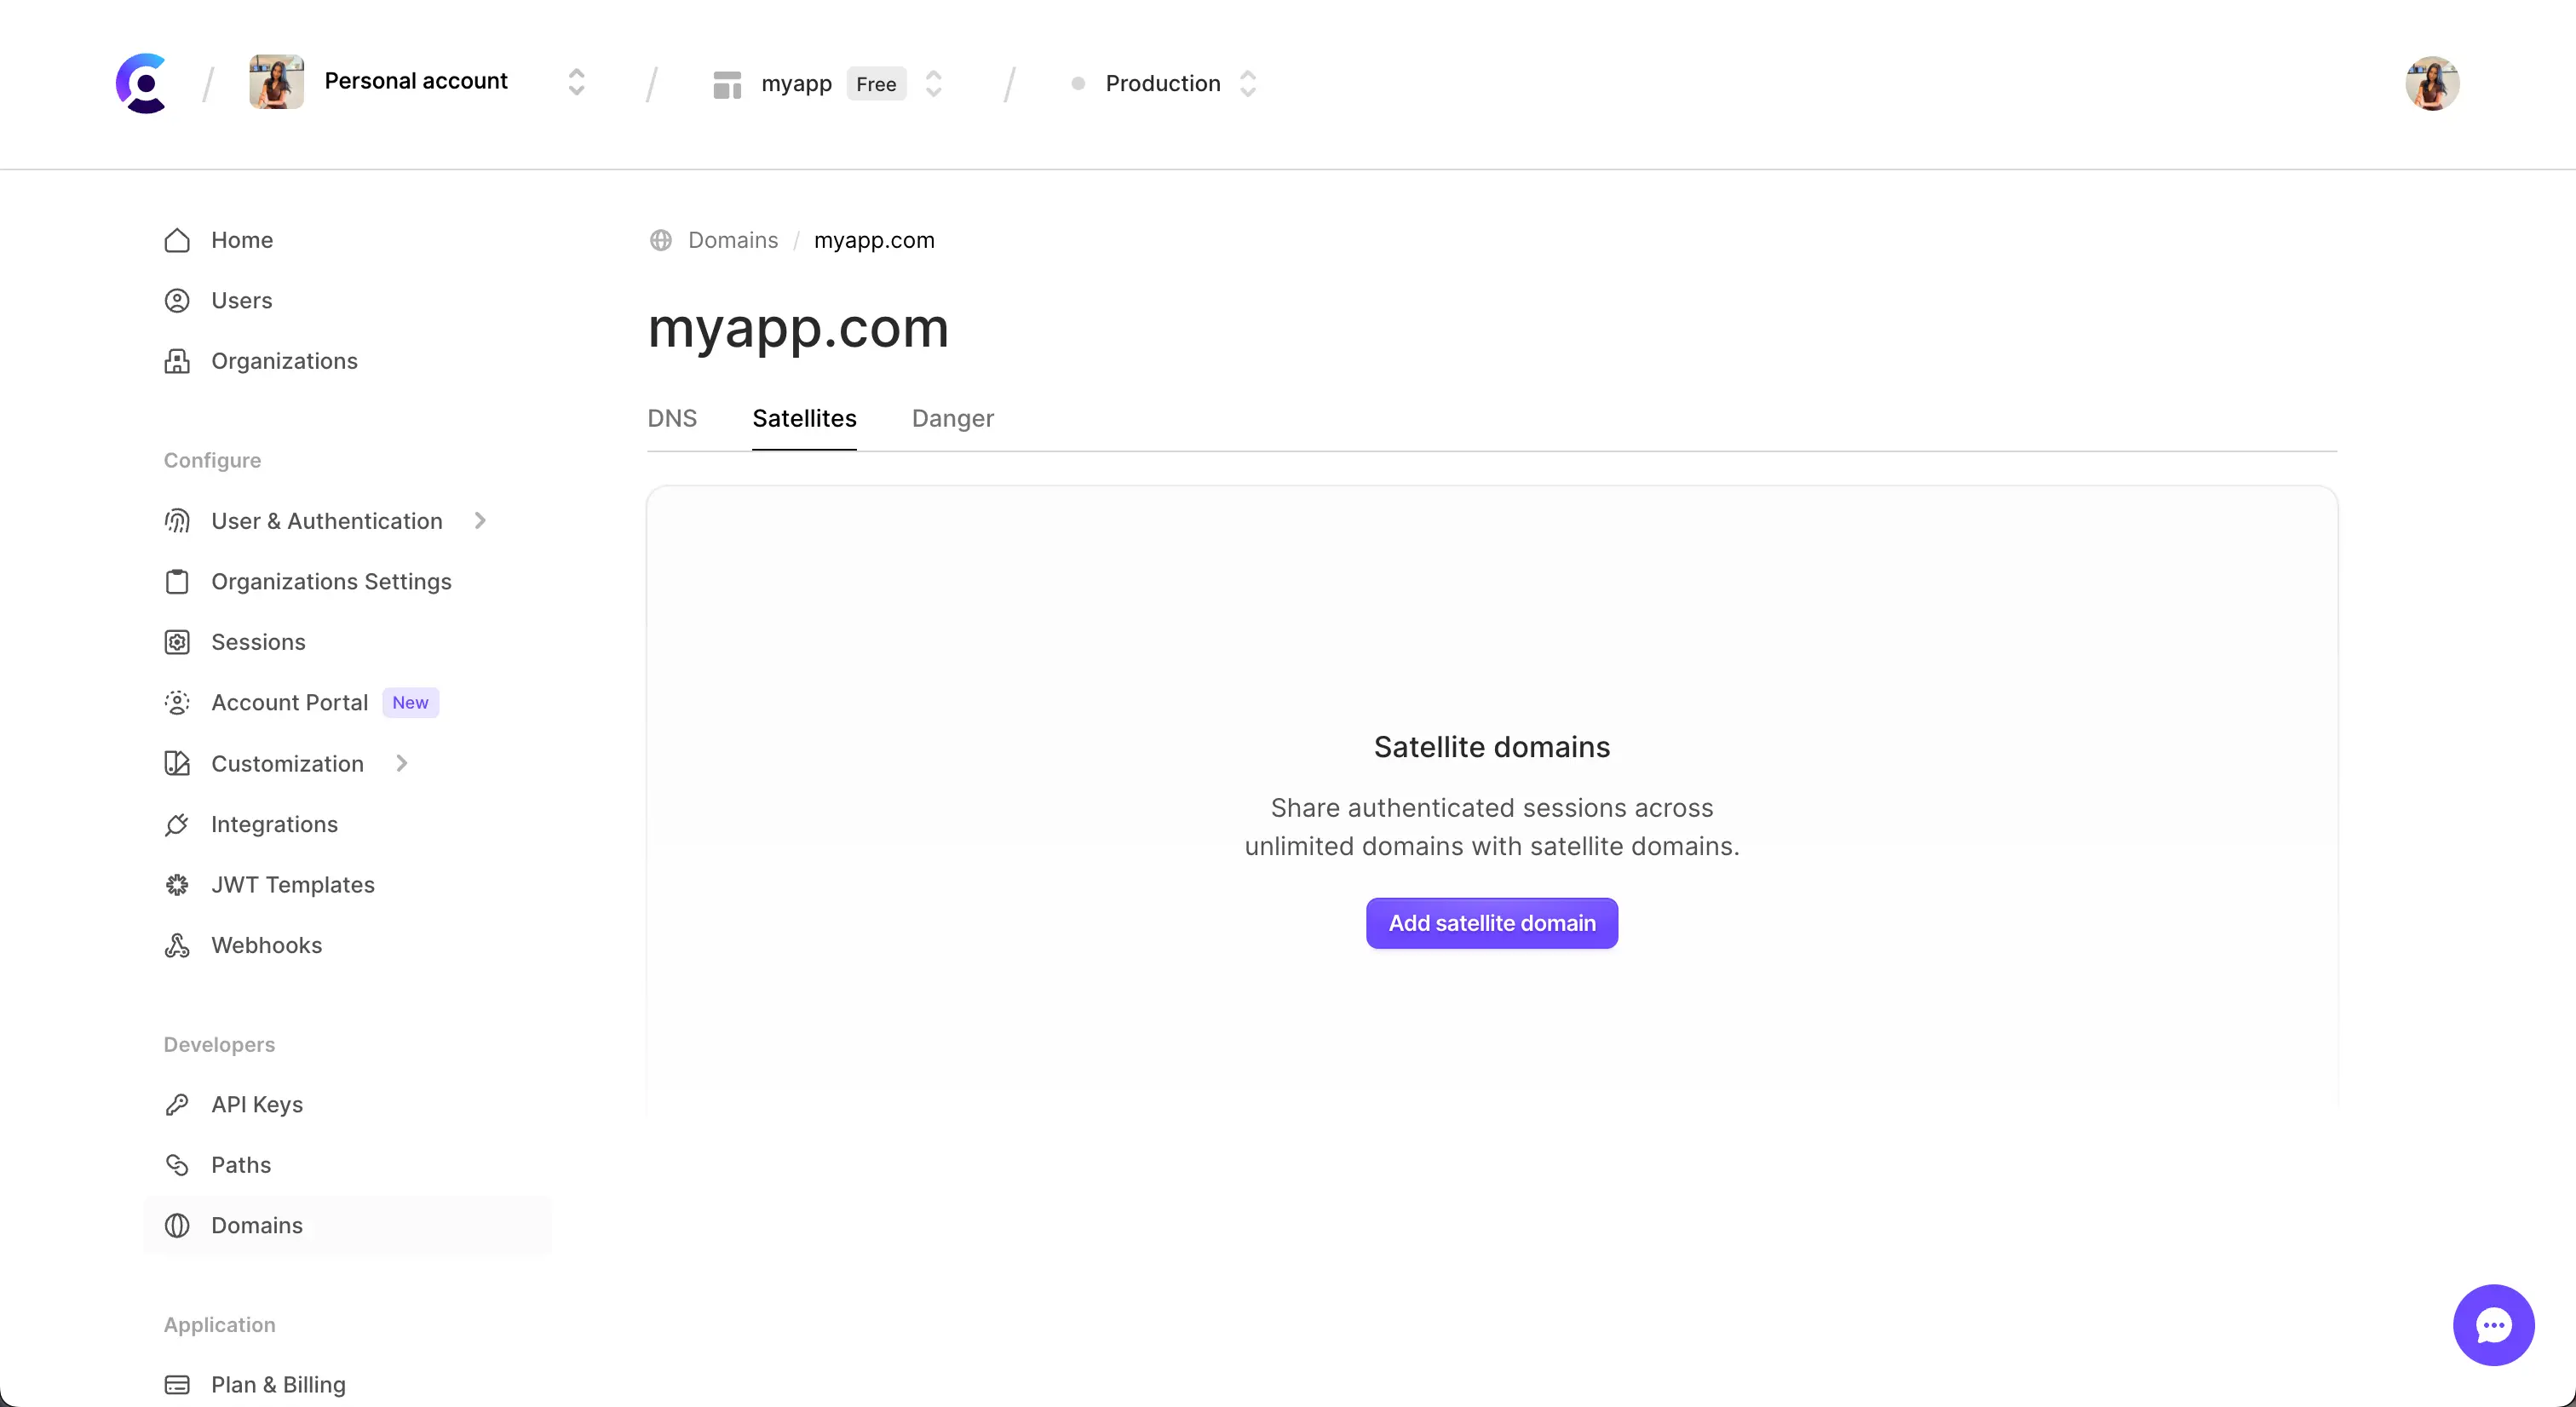 Personal account
myapp Free
Production
Home
Users
Organizations
Configure
User & Authentication
Organizations Settings
Sessions
Account Portal New
Customization
Integrations
JWT Templates
Webhooks
Developers
API Keys
Paths
Domains
Application
Plan & Billing
Domains / myapp.com
myapp.com
DNS Satellites Danger
Satellite domains
Share authenticated sessions across
unlimited domains with satellite domains.
Add satellite domain